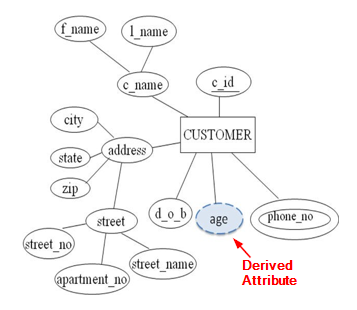 f_name
l_name
c_name
c_id
city
CUSTOMER
address
state
zip
street
d_o_b
age
phone_no
street_no
street_name
apartment_no
Derived
Attribute